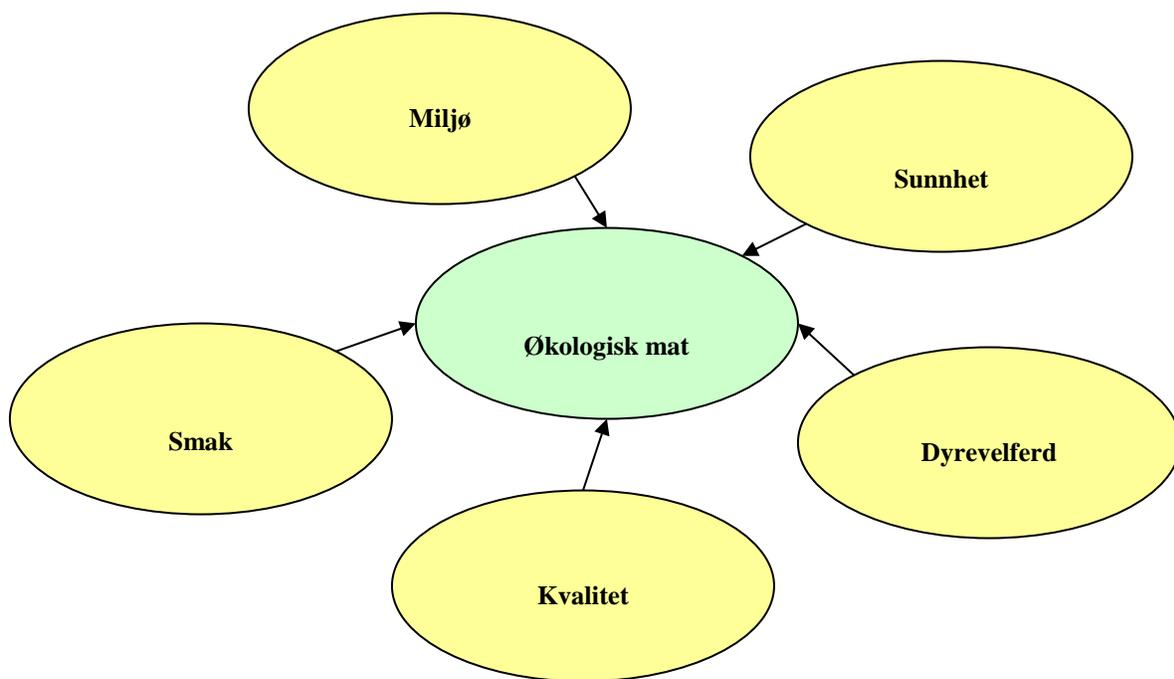 Miljø
Sunnhet
Økologisk mat
Smak
Dyrevelferd
Kvalitet